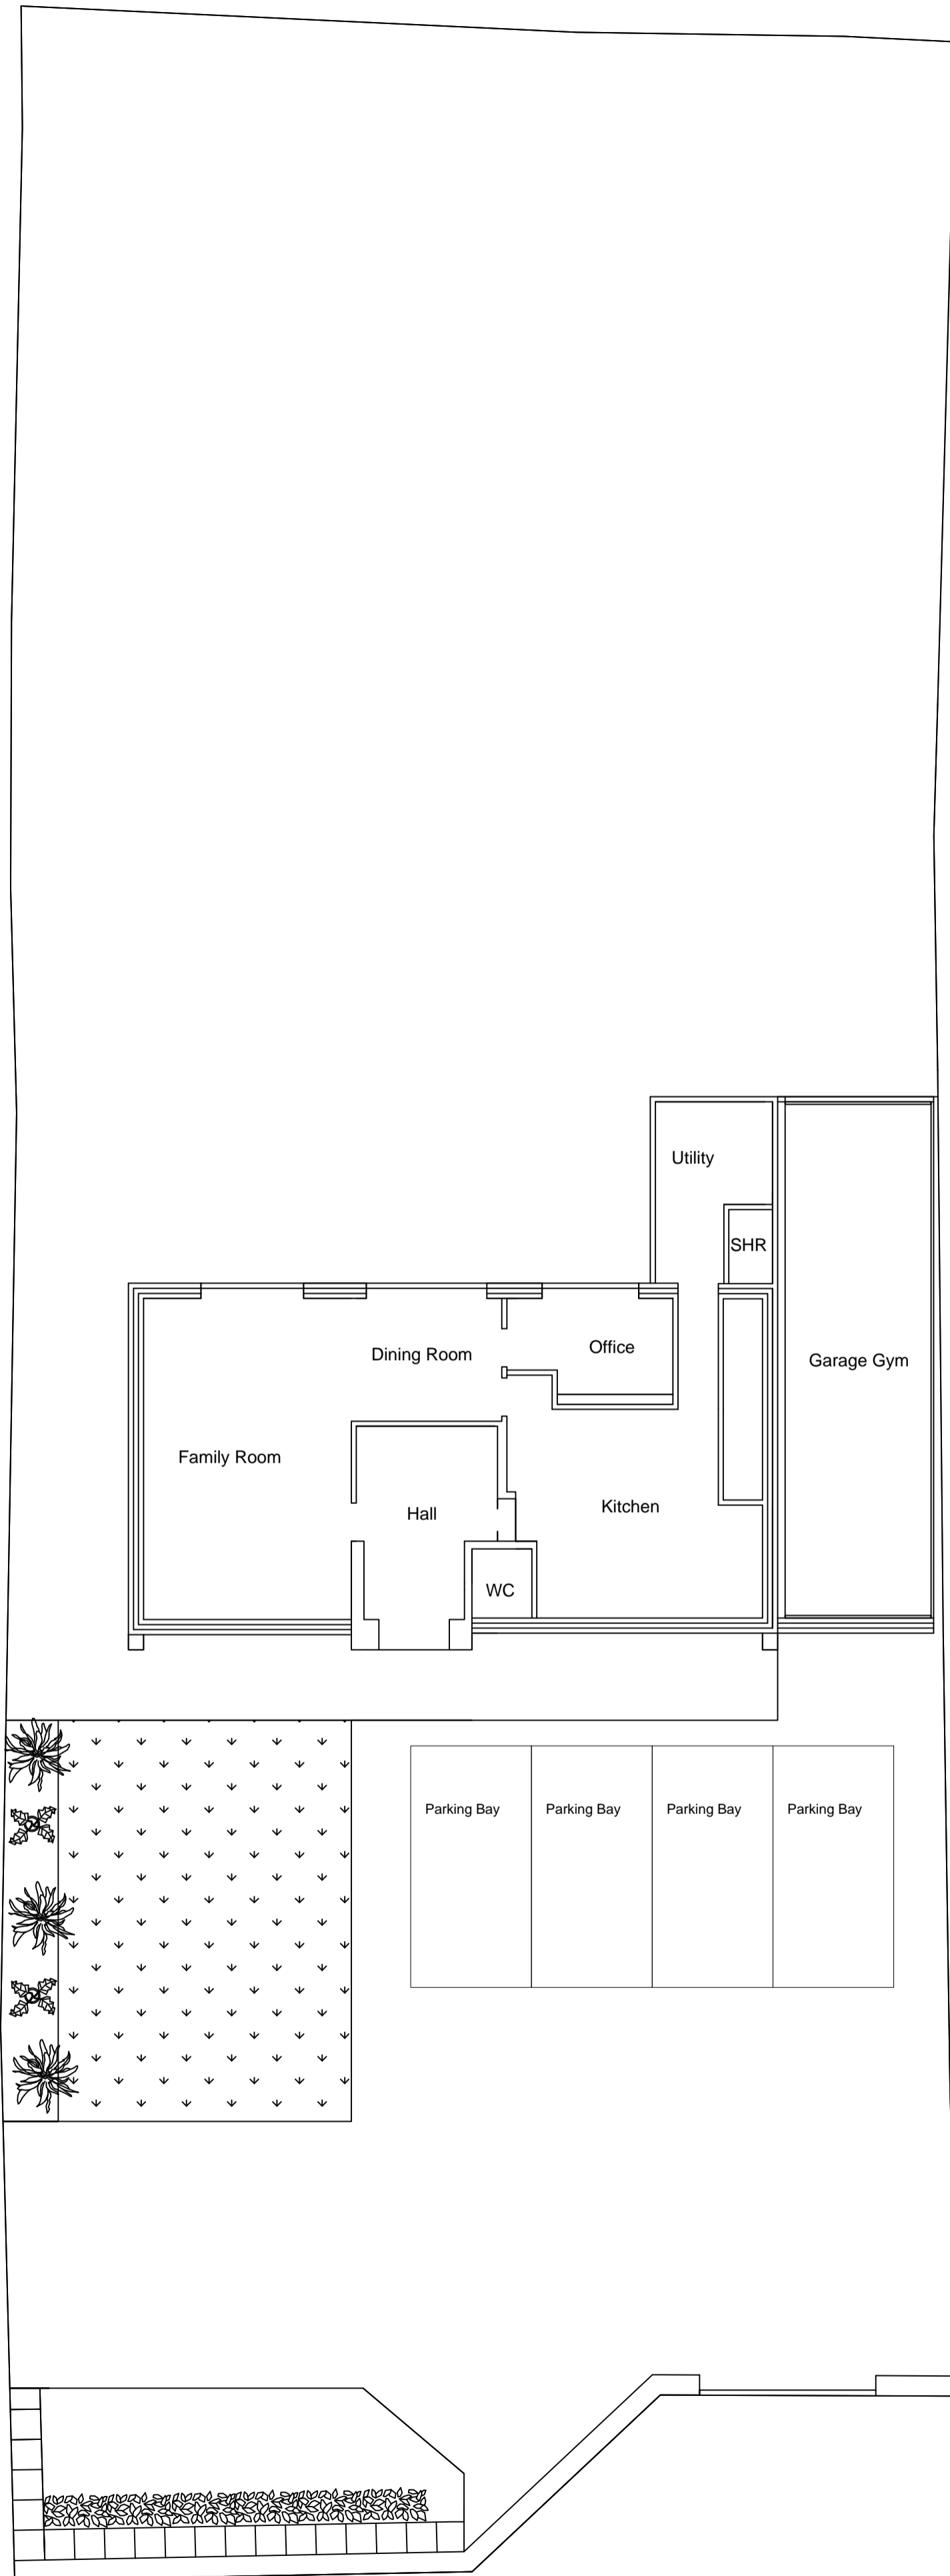 Utility
SHR
Office
Dining Room
Garage Gym
Family Room
Kitchen
Hall
WC
Parking Bay
Parking Bay
Parking Bay
Parking Bay